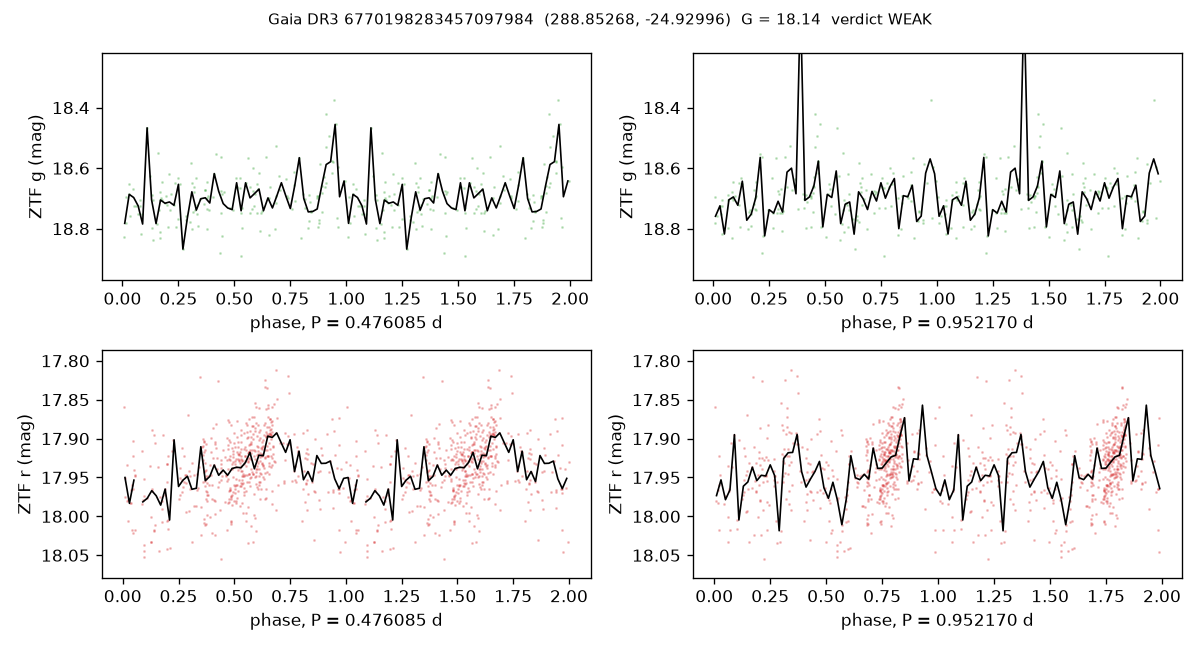 Gaia DR3 6770198283457097984 (288.85268, -24.92996) G = 18.14 verdict WEAK
ZTF g (mag)
18.4
18.6
18.8
0.00 0.25 0.50 0.75 1.00 1.25 1.50 1.75 2.00
phase, P = 0.476085 d
ZTF g (mag)
18.4
18.6
18.8
0.00 0.25 0.50 0.75 1.00 1.25 1.50 1.75 2.00
phase, P = 0.952170 d
ZTF r (mag)
17.80
17.85
17.90
17.95
18.00
18.05
0.00 0.25 0.50 0.75 1.00 1.25 1.50 1.75 2.00
phase, P = 0.476085 d
ZTF r (mag)
17.80
17.85
17.90
17.95
18.00
18.05
0.00 0.25 0.50 0.75 1.00 1.25 1.50 1.75 2.00
phase, P = 0.952170 d